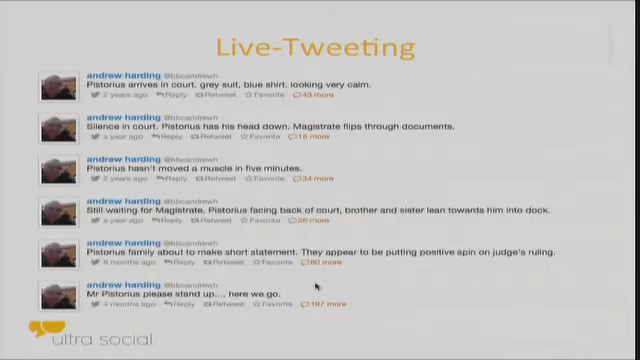 Live-Tweeting
andrew harding @bbcandrewh
Pistorius arrives in court. grey suit, blue shirt. looking very calm.
2 years ago Reply Retweet Favorite 43 more
andrew harding @bbcandrewh
Silence in court. Pistorius has his head down. Magistrate flips through documents.
a year ago Reply Retweet Favorite 18 more
andrew harding @bbcandrewh
Pistorius hasn't moved a muscle in five minutes.
2 years ago Reply Retweet Favorite 34 more
andrew harding @bbcandrewh
Still waiting for Magistrate. Pistorius facing back of court, brother and sister lean towards him into dock.
a year ago Reply Retweet Favorite 28 more
andrew harding @bbcandrewh
Pistorius family about to make short statement. They appear to be putting positive spin on judge's ruling.
8 months ago Reply Retweet Favorite 60 more
andrew harding @bbcandrewh
Mr Pistorius please stand up..., here we go.
4 months ago Reply Retweet Favorite 197 more
ultra social